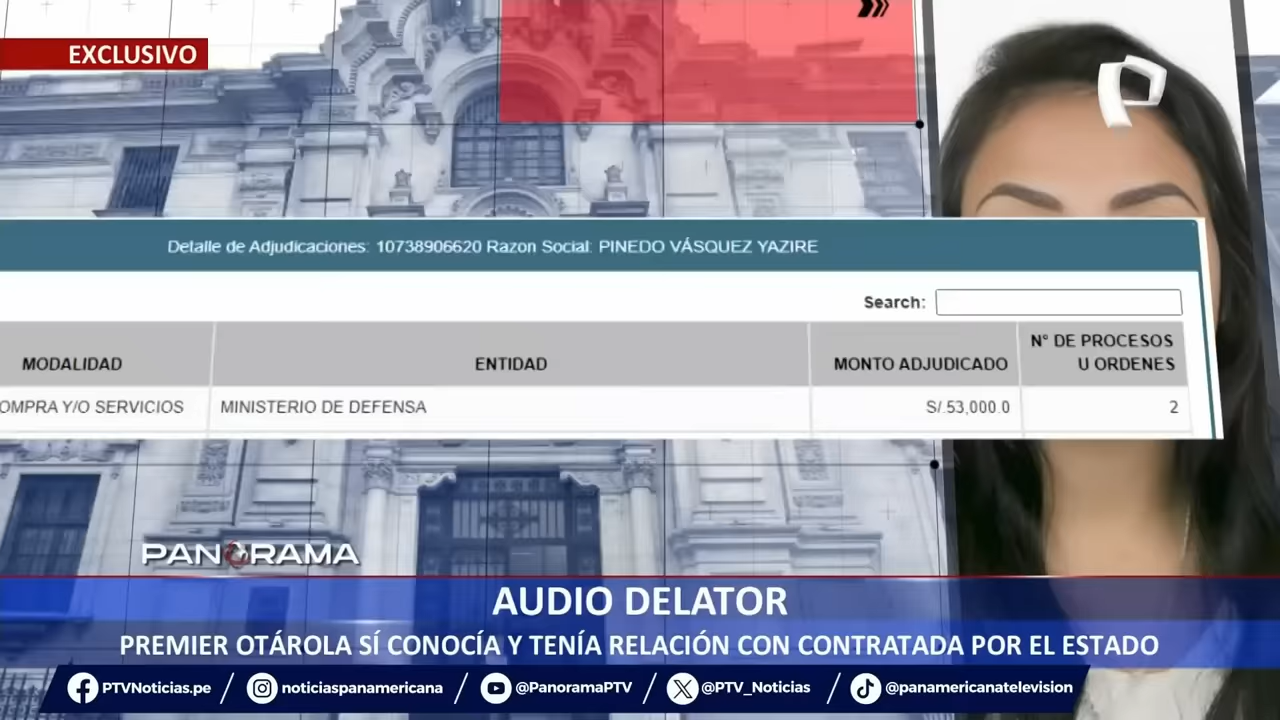 EXCLUSIVO
Detalle de Adjudicaciones: 10738906620 Razon Social: PINEDO VÁSQUEZ YAZIRE
Search:
MODALIDAD
ENTIDAD
MONTO ADJUDICADO
N° DE PROCESOS
U ORDENES
OMPRA Y/O SERVICIOS
MINISTERIO DE DEFENSA
S/.53,000.0
2
PANORAMA
AUDIO DELATOR
PREMIER OTÁROLA SÍ CONOCÍA Y TENÍA RELACIÓN CON CONTRATADA POR EL ESTADO
PTVNoticias.pe / noticiaspanamericana / @PanoramaPTV / @PTV_Noticias / @panamericanatelevision